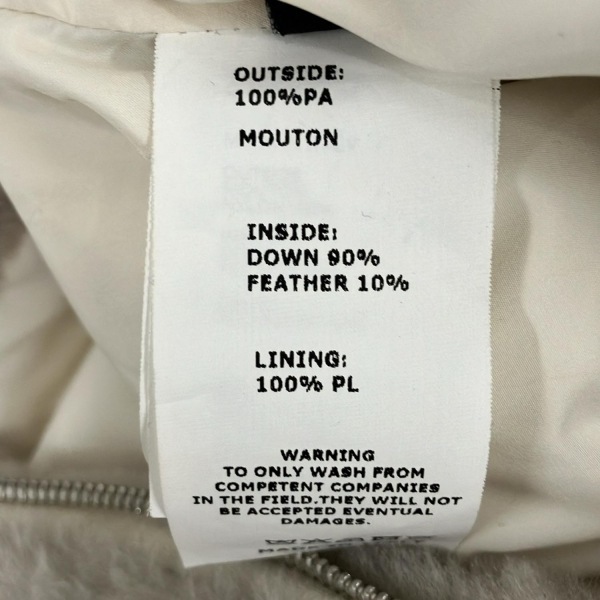 OUTSIDE:
100%PA
MOUTON
INSIDE:
DOWN 90%
FEATHER 10%
LINING:
100% PL
WARNING
TO ONLY WASH FROM
COMPETENT COMPANIES
IN THE FIELD.THEY WILL NOT
BE ACCEPTED EVENTUAL
DAMAGES.